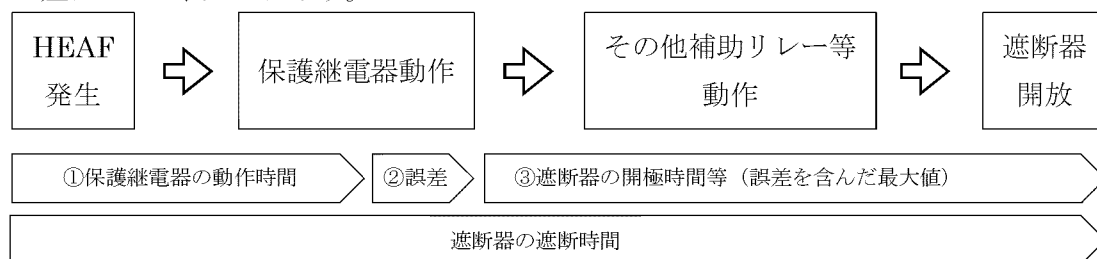 HEAF
発生
保護継電器動作
その他補助リレー等
動作
遮断器
開放
①保護継電器の動作時間
②誤差
③遮断器の開極時間等（誤差を含んだ最大値）
遮断器の遮断時間